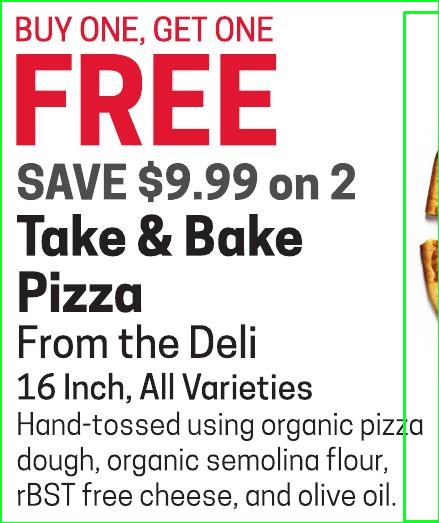 BUY ONE, GET ONE
FREE
SAVE $9.99 on 2
Take & Bake
Pizza
From the Deli
16 Inch, All Varieties
Hand-tossed using organic pizza
dough, organic semolina flour,
rBST free cheese, and olive oil.